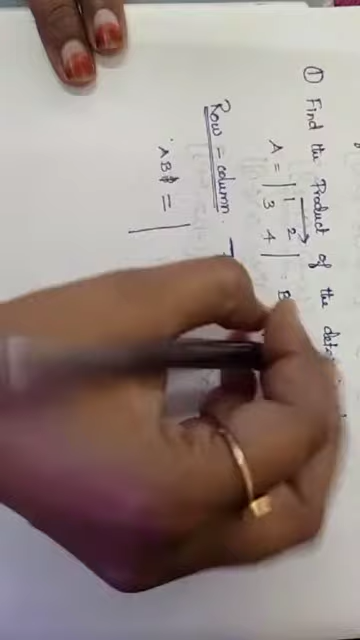 ① Find the Product of the
A = | 1 2 | . B
| 3 4 |
Row = column.
AB =